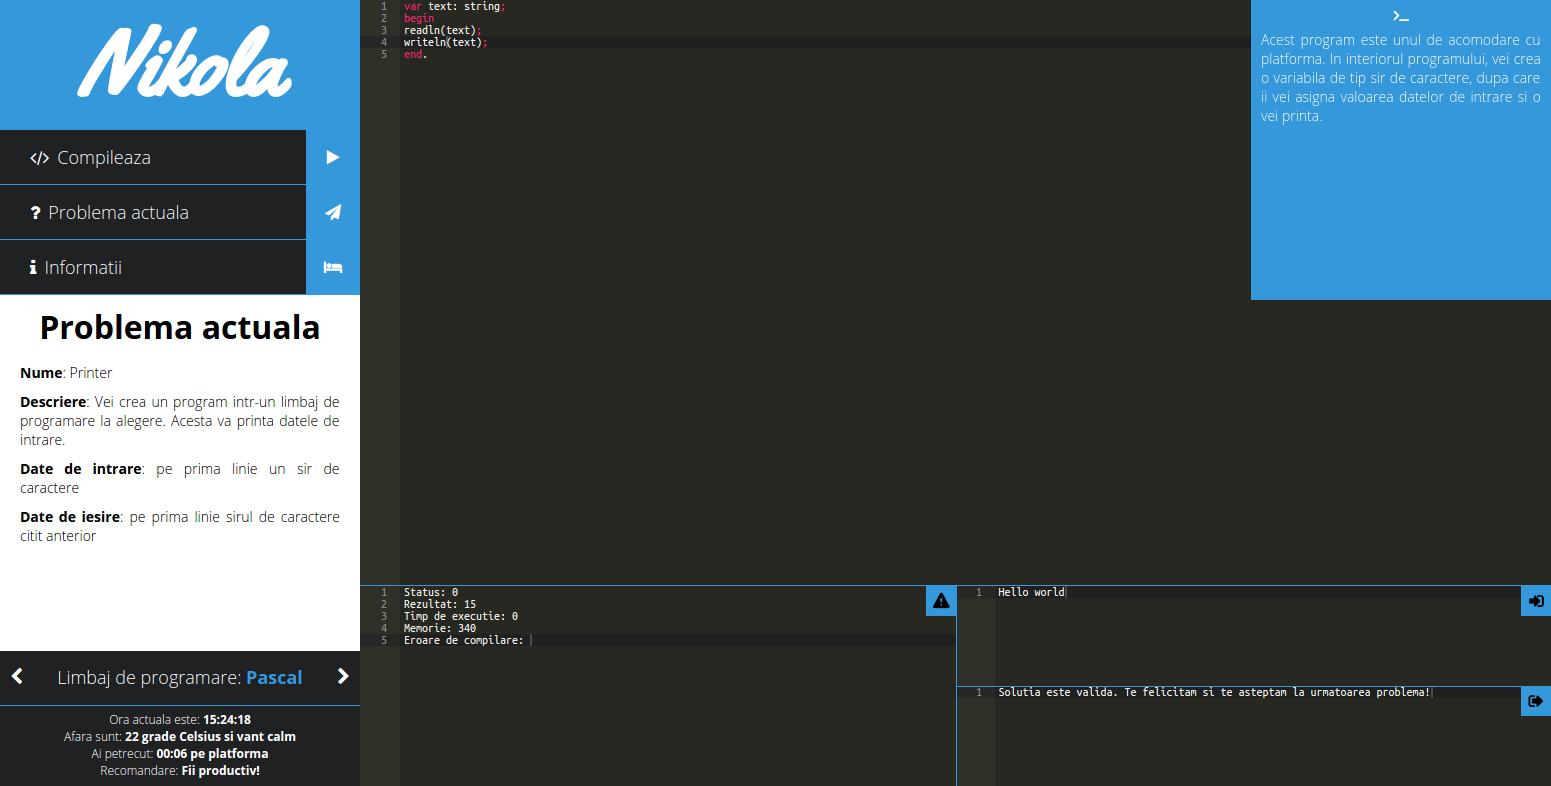 Nikola
Compileaza
? Problema actuala
Informatii
Problema actuala
Nume: Printer
Descriere: Vei crea un program intr-un limbaj de
programare la alegere. Acesta va printa datele de
intrare.
Date de intrare: pe prima linie un sir de
caractere
Date de iesire: pe prima linie sirul de caractere
citit anterior
Limbaj de programare: Pascal
Ora actuala este: 15:24:18
Afara sunt: 22 grade Celsius si vant calm
Ai petrecut: 00:06 pe platforma
Recomandare: Fii productiv!
1 var text: string;
2 begin
3 readln(text);
4 writeln(text);
5 end.
Acest program este unul de acomodare cu
platforma. In interiorul programului, vei crea
o variabila de tip sir de caractere, dupa care
ii vei asigna valoarea datelor de intrare si o
vei printa.
1 Status: 0
2 Rezultat: 15
3 Timp de executie: 0
4 Memorie: 340
5 Eroare de compilare:
1 Hello world
1 Solutia este valida. Te felicitam si te asteptam la urmatoarea problema!